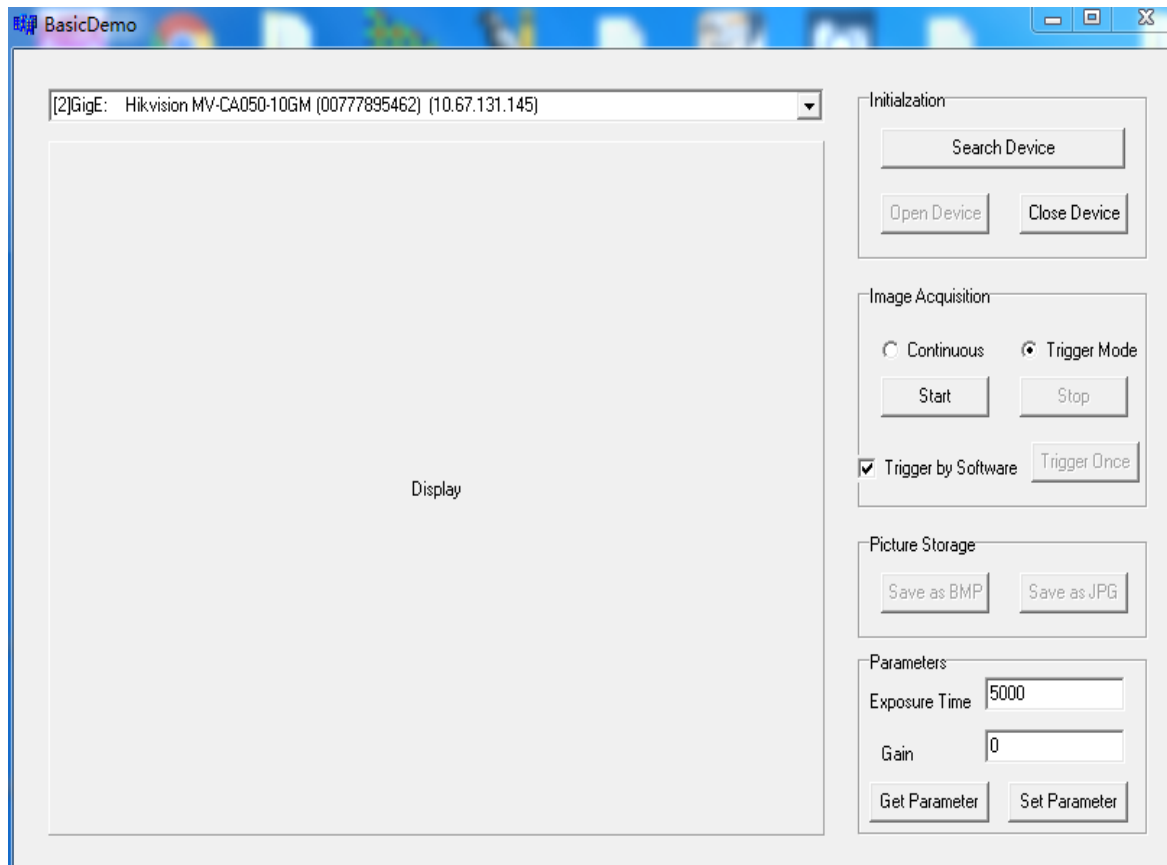 BasicDemo
[2]GigE: Hikvision MV-CA050-10GM (00777895462) (10.67.131.145)
Display
Initialzation
Search Device
Open Device
Close Device
Image Acquisition
Continuous
Trigger Mode
Start
Stop
Trigger by Software
Trigger Once
Picture Storage
Save as BMP
Save as JPG
Parameters
Exposure Time
5000
Gain
0
Get Parameter
Set Parameter